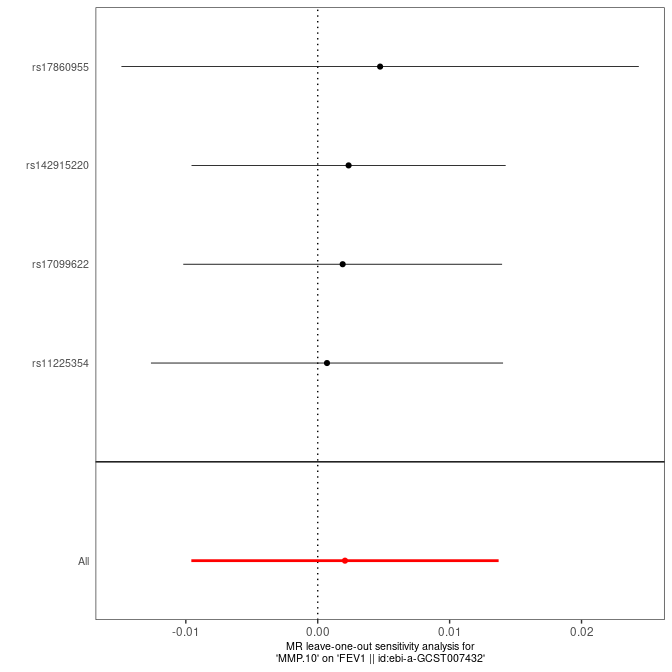 rs17860955
rs142915220
rs17099622
rs11225354
All
-0.01 0.00 0.01 0.02
MR leave-one-out sensitivity analysis for
'MMP.10' on 'FEV1 || id:ebi-a-GCST007432'